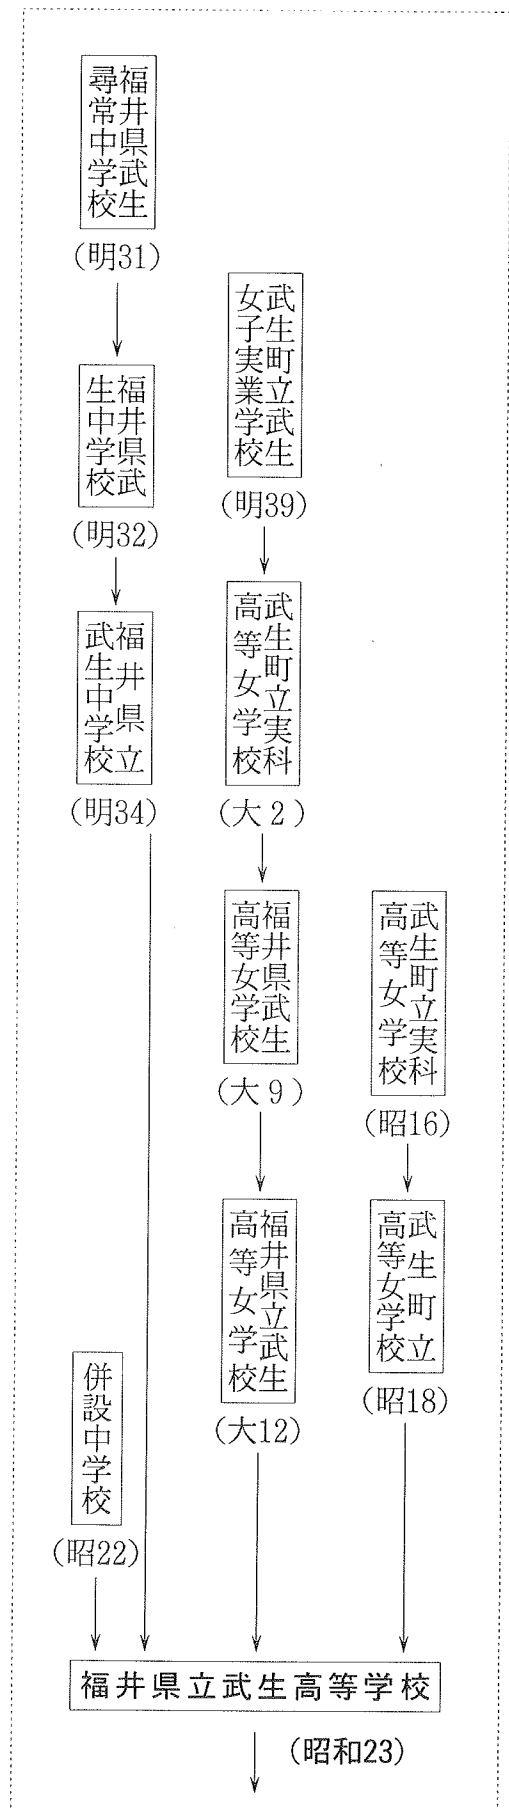 福井県武生
尋常中学校
(明31)
福井県武
生中学校
(明32)
福井県立
武生中学校
(明34)
武生町立武生
女子実業学校
(明39)
武生町立実科
高等女学校
(大2)
福井県武生
高等女学校
(大9)
福井県立武生
高等女学校
(大12)
武生町立実科
高等女学校
(昭16)
武生町立
高等女学校
(昭18)
併設中学校
(昭22)
福井県立武生高等学校
(昭和23)